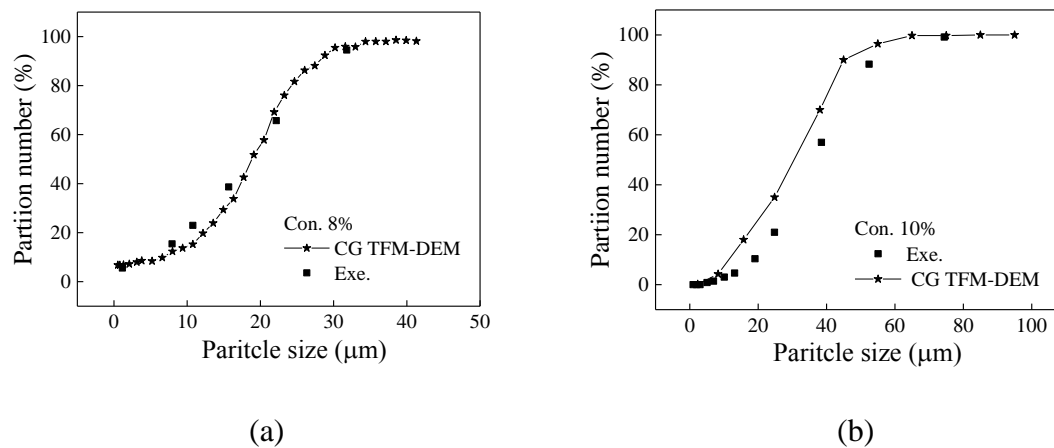 100
80
60
40
20
0
Partiion number (%)
Con. 8%
CG TFM-DEM
Exe.
0 10 20 30 40 50
Paritcle size (μm)
(a)
100
80
60
40
20
0
Partiion number (%)
Con. 10%
Exe.
CG TFM-DEM
0 20 40 60 80 100
Paritcle size (μm)
(b)